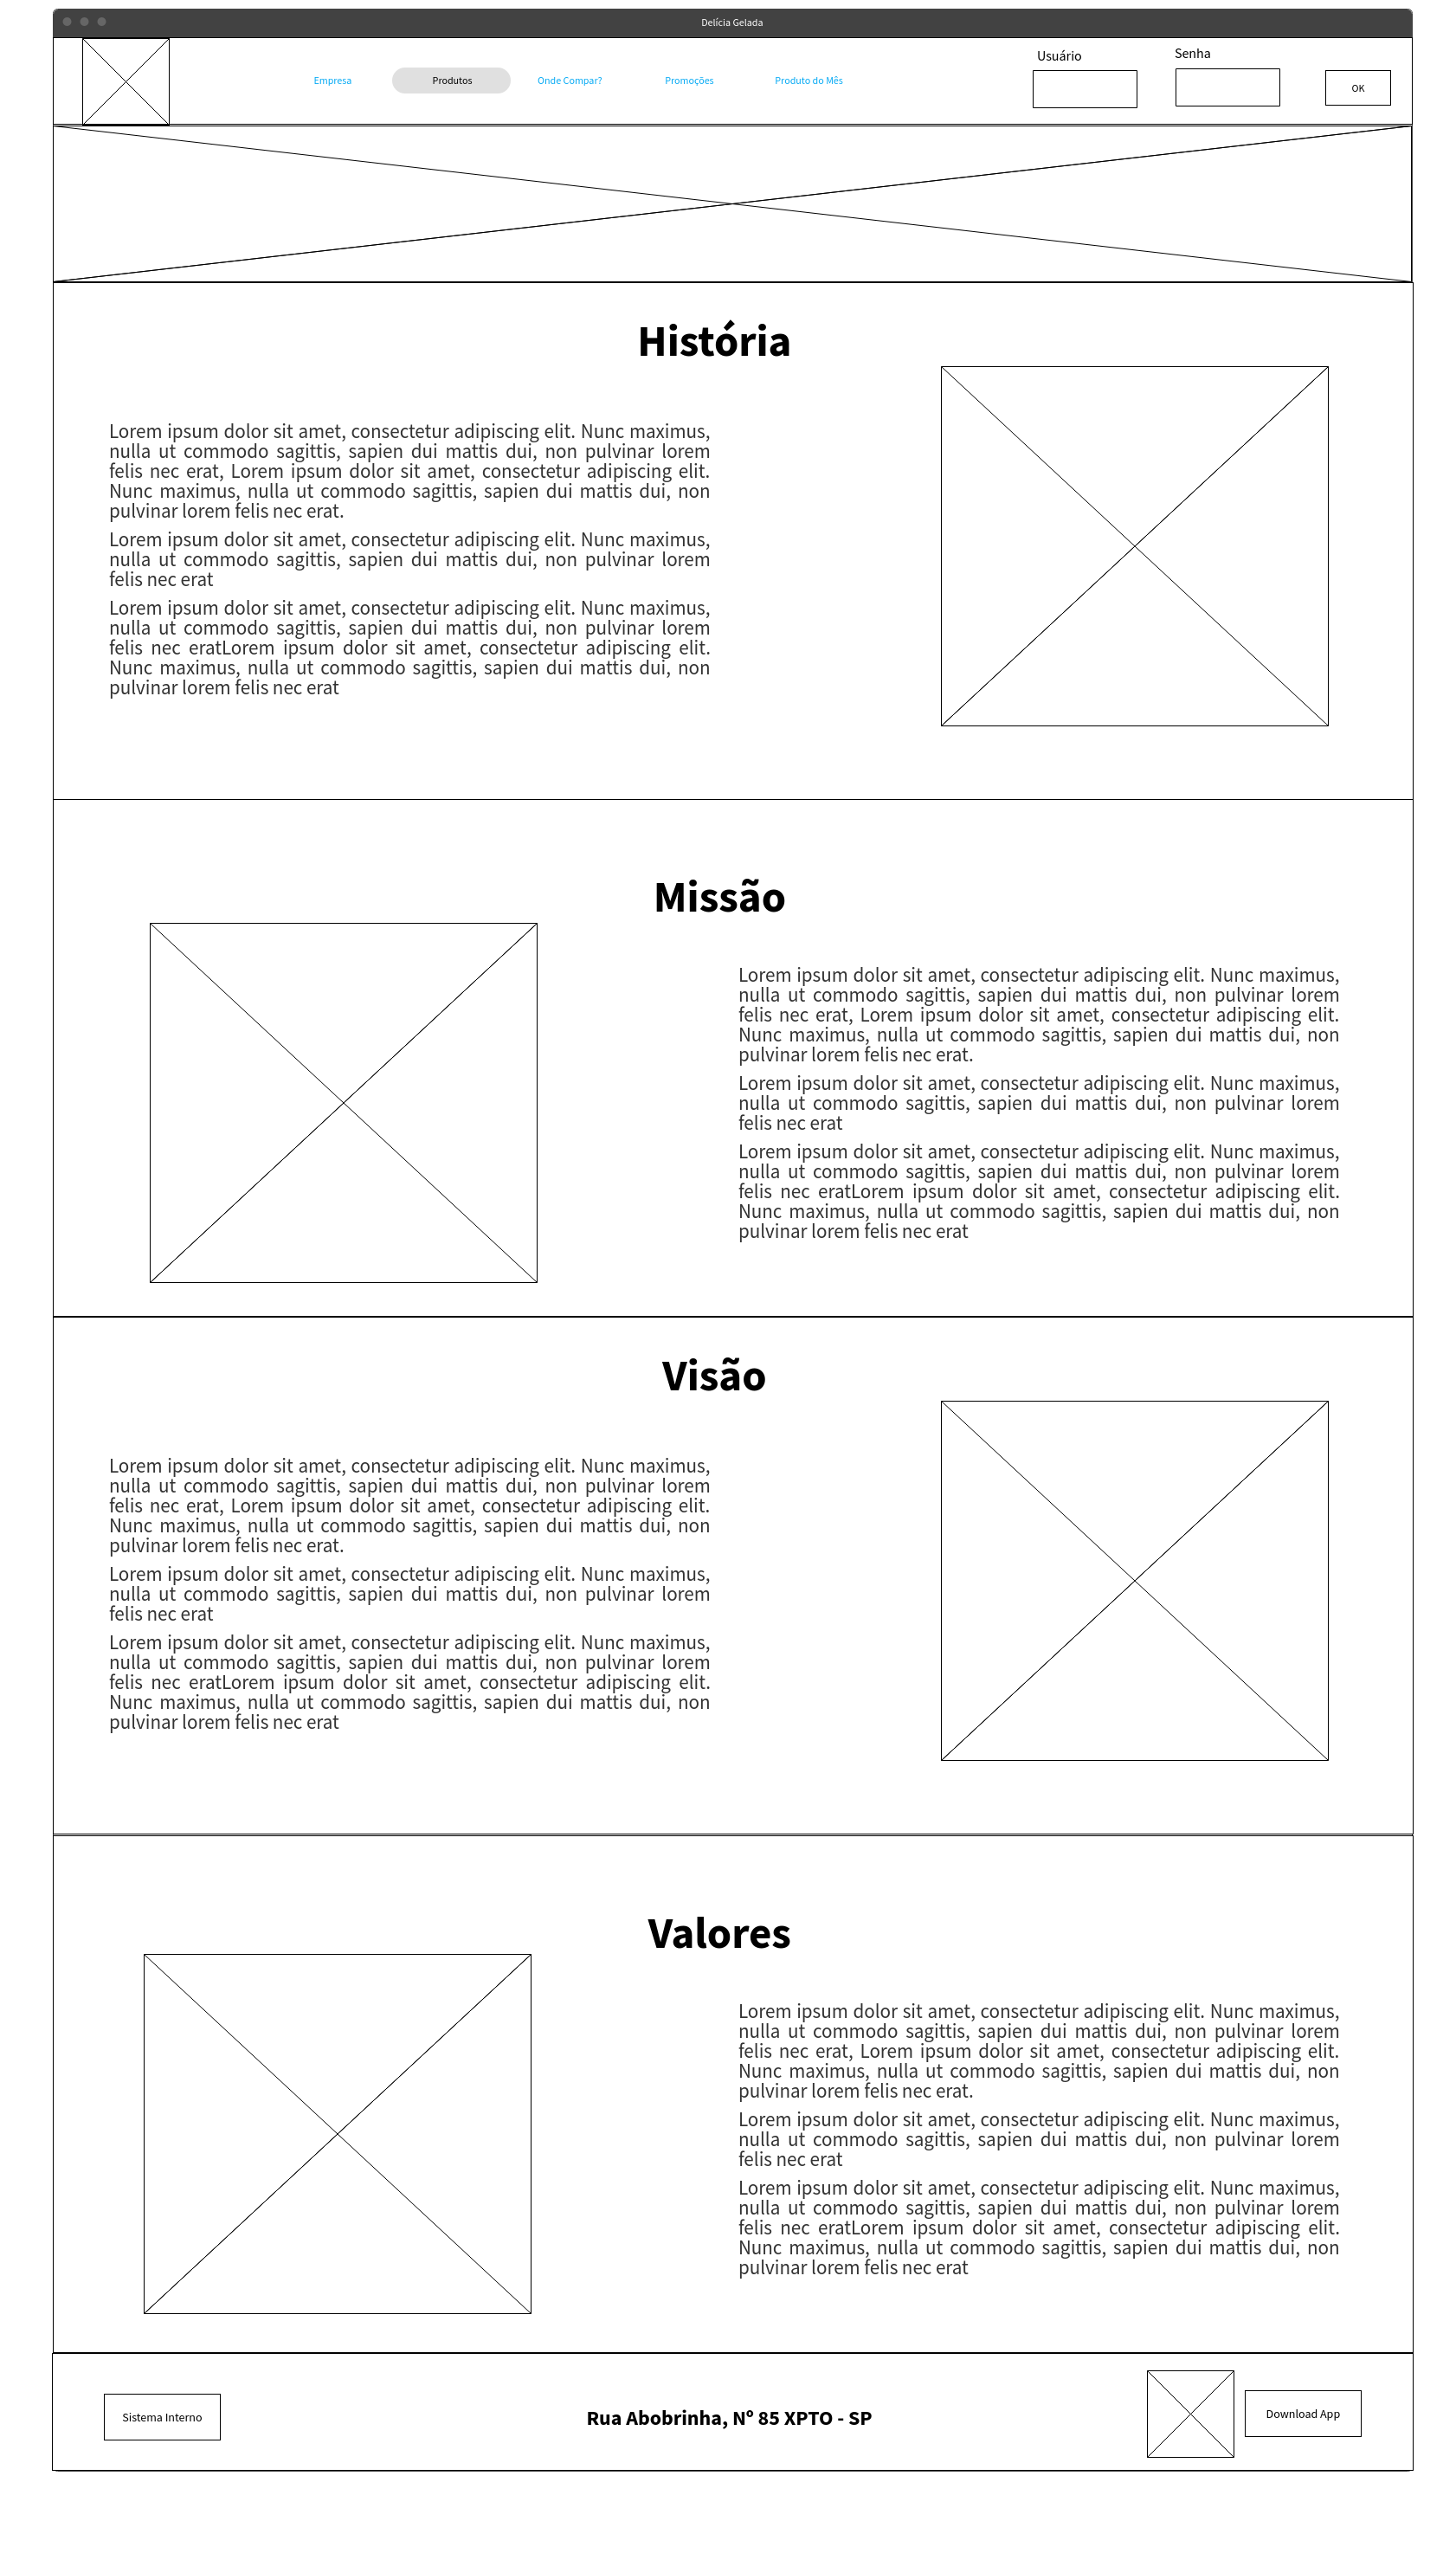 Delícia Gelada
Empresa
Produtos
Onde Compar?
Promoções
Produto do Mês
Usuário
Senha
OK
História
Lorem ipsum dolor sit amet, consectetur adipiscing elit. Nunc maximus,
nulla ut commodo sagittis, sapien dui mattis dui, non pulvinar lorem
felis nec erat, Lorem ipsum dolor sit amet, consectetur adipiscing elit.
Nunc maximus, nulla ut commodo sagittis, sapien dui mattis dui, non
pulvinar lorem felis nec erat.
Lorem ipsum dolor sit amet, consectetur adipiscing elit. Nunc maximus,
nulla ut commodo sagittis, sapien dui mattis dui, non pulvinar lorem
felis nec erat
Lorem ipsum dolor sit amet, consectetur adipiscing elit. Nunc maximus,
nulla ut commodo sagittis, sapien dui mattis dui, non pulvinar lorem
felis nec eratLorem ipsum dolor sit amet, consectetur adipiscing elit.
Nunc maximus, nulla ut commodo sagittis, sapien dui mattis dui, non
pulvinar lorem felis nec erat
Missão
Lorem ipsum dolor sit amet, consectetur adipiscing elit. Nunc maximus,
nulla ut commodo sagittis, sapien dui mattis dui, non pulvinar lorem
felis nec erat, Lorem ipsum dolor sit amet, consectetur adipiscing elit.
Nunc maximus, nulla ut commodo sagittis, sapien dui mattis dui, non
pulvinar lorem felis nec erat.
Lorem ipsum dolor sit amet, consectetur adipiscing elit. Nunc maximus,
nulla ut commodo sagittis, sapien dui mattis dui, non pulvinar lorem
felis nec erat
Lorem ipsum dolor sit amet, consectetur adipiscing elit. Nunc maximus,
nulla ut commodo sagittis, sapien dui mattis dui, non pulvinar lorem
felis nec eratLorem ipsum dolor sit amet, consectetur adipiscing elit.
Nunc maximus, nulla ut commodo sagittis, sapien dui mattis dui, non
pulvinar lorem felis nec erat
Visão
Lorem ipsum dolor sit amet, consectetur adipiscing elit. Nunc maximus,
nulla ut commodo sagittis, sapien dui mattis dui, non pulvinar lorem
felis nec erat, Lorem ipsum dolor sit amet, consectetur adipiscing elit.
Nunc maximus, nulla ut commodo sagittis, sapien dui mattis dui, non
pulvinar lorem felis nec erat.
Lorem ipsum dolor sit amet, consectetur adipiscing elit. Nunc maximus,
nulla ut commodo sagittis, sapien dui mattis dui, non pulvinar lorem
felis nec erat
Lorem ipsum dolor sit amet, consectetur adipiscing elit. Nunc maximus,
nulla ut commodo sagittis, sapien dui mattis dui, non pulvinar lorem
felis nec eratLorem ipsum dolor sit amet, consectetur adipiscing elit.
Nunc maximus, nulla ut commodo sagittis, sapien dui mattis dui, non
pulvinar lorem felis nec erat
Valores
Lorem ipsum dolor sit amet, consectetur adipiscing elit. Nunc maximus,
nulla ut commodo sagittis, sapien dui mattis dui, non pulvinar lorem
felis nec erat, Lorem ipsum dolor sit amet, consectetur adipiscing elit.
Nunc maximus, nulla ut commodo sagittis, sapien dui mattis dui, non
pulvinar lorem felis nec erat.
Lorem ipsum dolor sit amet, consectetur adipiscing elit. Nunc maximus,
nulla ut commodo sagittis, sapien dui mattis dui, non pulvinar lorem
felis nec erat
Lorem ipsum dolor sit amet, consectetur adipiscing elit. Nunc maximus,
nulla ut commodo sagittis, sapien dui mattis dui, non pulvinar lorem
felis nec eratLorem ipsum dolor sit amet, consectetur adipiscing elit.
Nunc maximus, nulla ut commodo sagittis, sapien dui mattis dui, non
pulvinar lorem felis nec erat
Sistema Interno
Rua Abobrinha, Nº 85 XPTO - SP
Download App